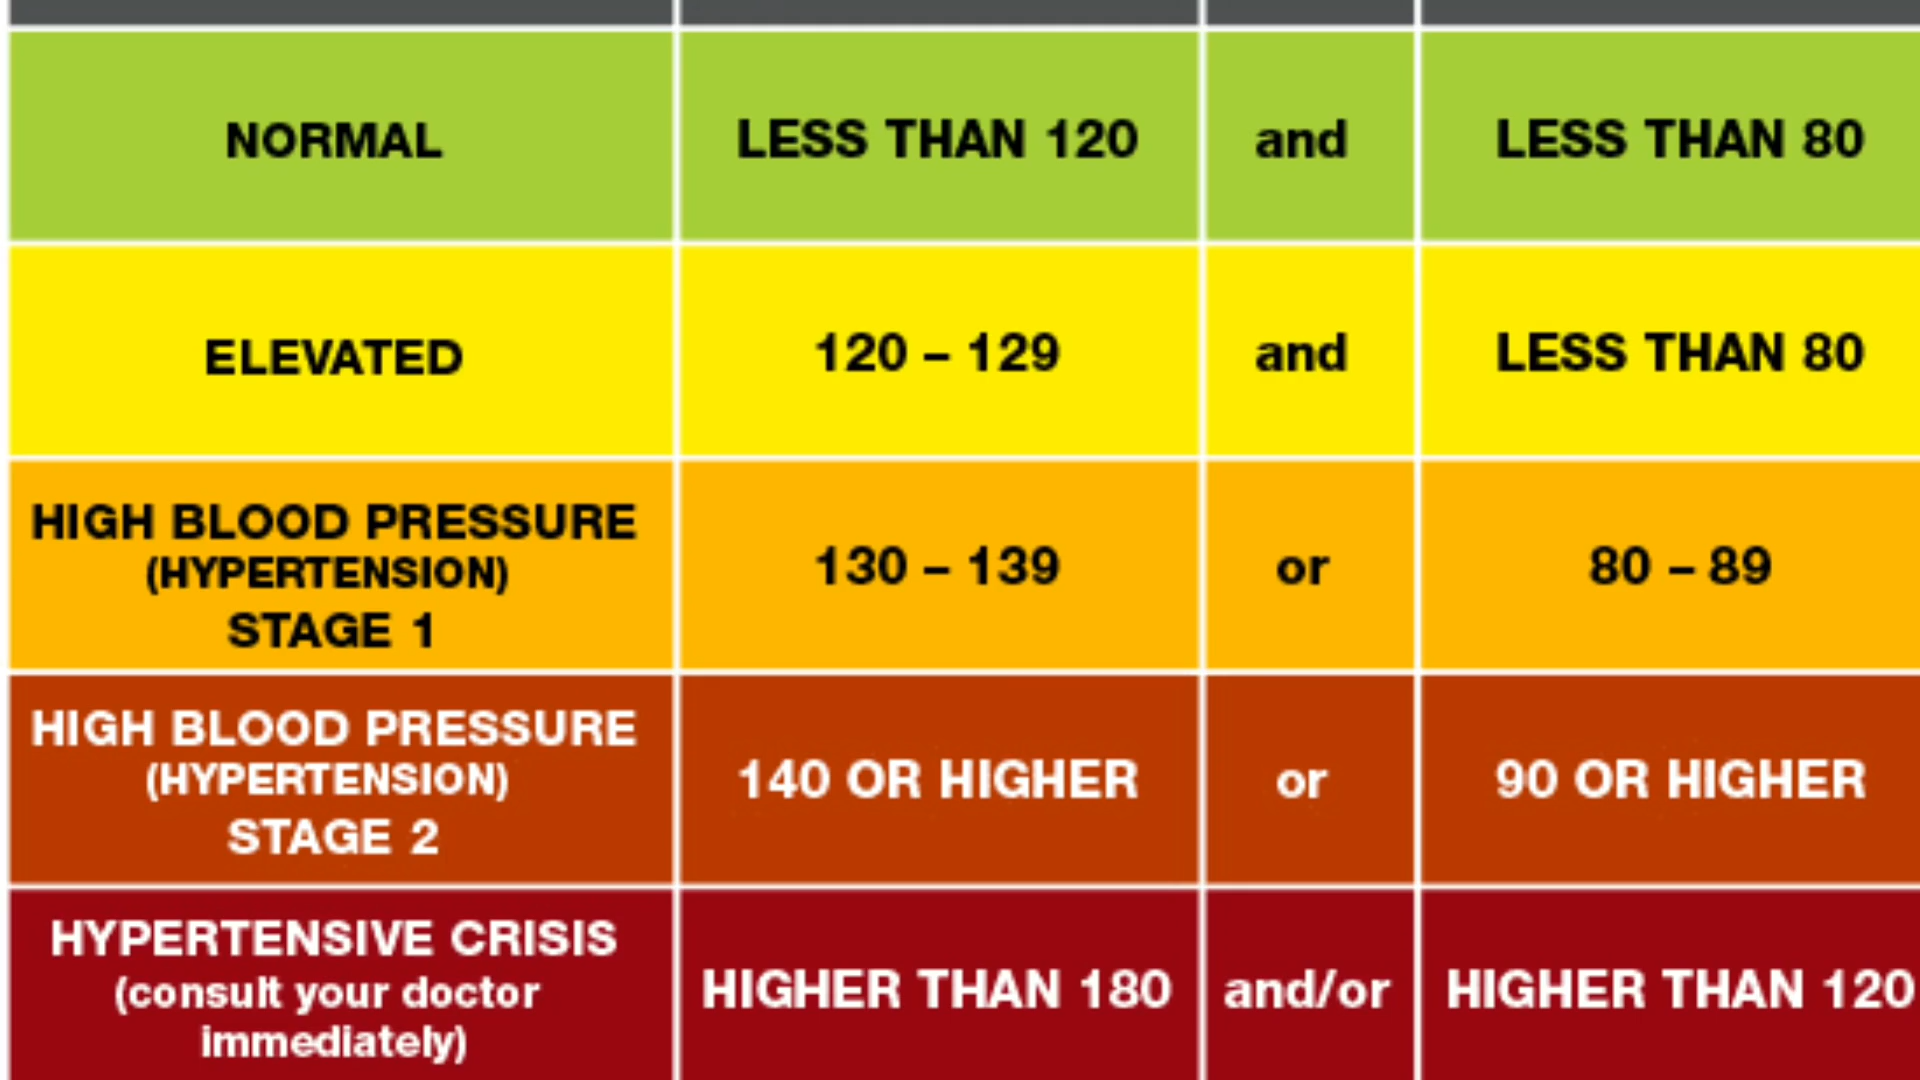 NORMAL LESS THAN 120 and LESS THAN 80
ELEVATED 120 – 129 and LESS THAN 80
HIGH BLOOD PRESSURE
(HYPERTENSION)
STAGE 1
130 – 139 or 80 – 89
HIGH BLOOD PRESSURE
(HYPERTENSION)
STAGE 2
140 OR HIGHER or 90 OR HIGHER
HYPERTENSIVE CRISIS
(consult your doctor
immediately)
HIGHER THAN 180 and/or HIGHER THAN 120